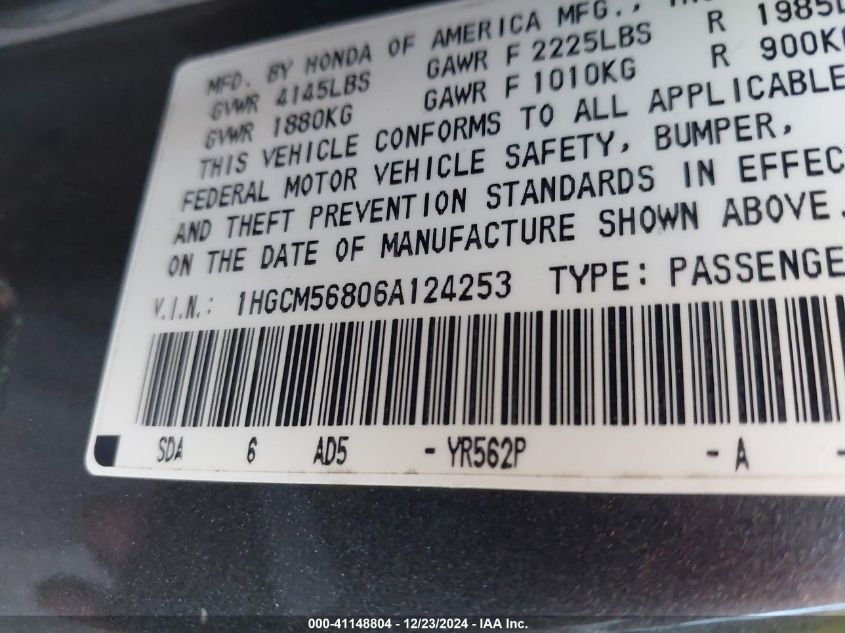 MFD. BY HONDA OF AMERICA MFG.,
GVWR 4145LBS GAWR F 2225LBS R 1985L
GVWR 1880KG GAWR F 1010KG R 900KG
THIS VEHICLE CONFORMS TO ALL APPLICABLE
FEDERAL MOTOR VEHICLE SAFETY, BUMPER,
AND THEFT PREVENTION STANDARDS IN EFFEC
ON THE DATE OF MANUFACTURE SHOWN ABOVE.
V.I.N.: 1HGCM56806A124253 TYPE: PASSENGE
SDA 6 AD5 - YR562P - A -
000-41148804 - 12/23/2024 - IAA Inc.